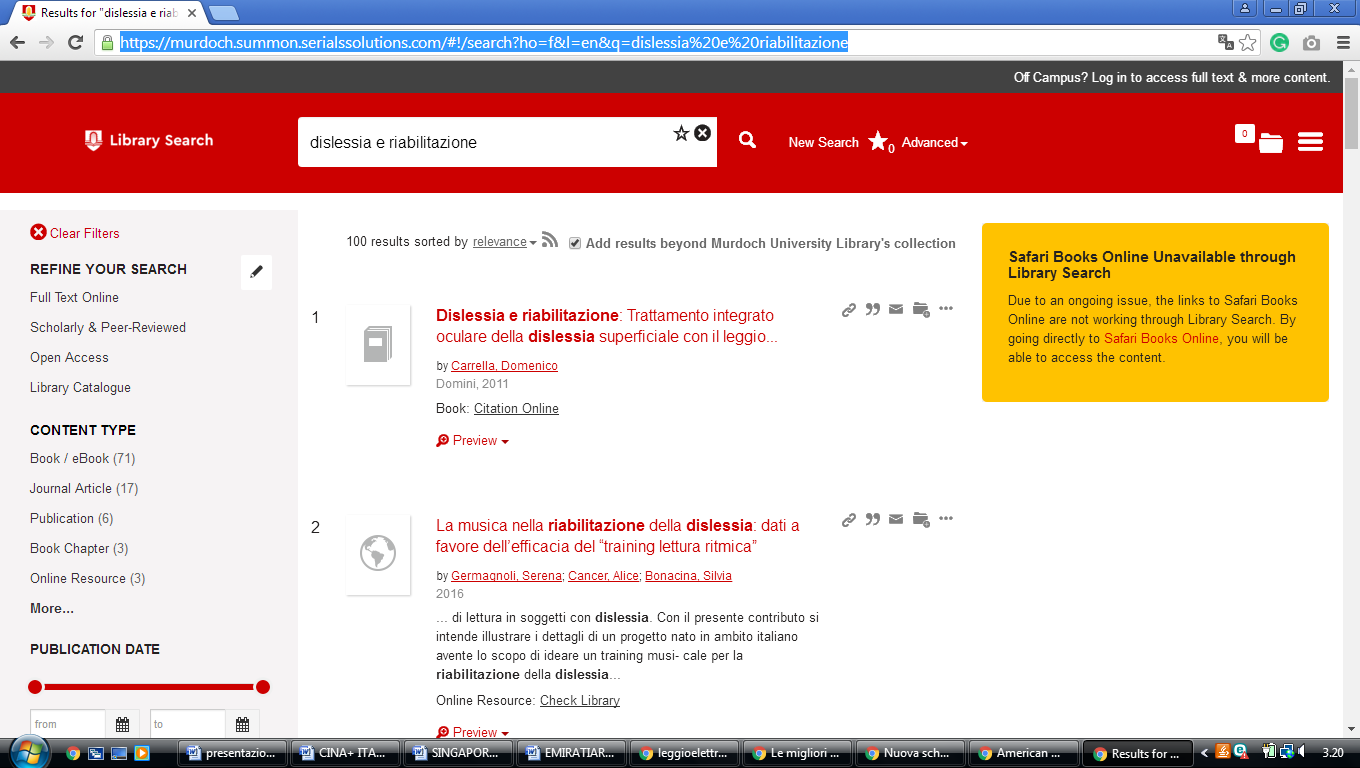 Results for "dislessia e riab
https://murdoch.summon.serialssolutions.com/#!/search?ho=f&l=en&q=dislessia%20e%20riabilitazione
Off Campus? Log in to access full text & more content.
Library Search
dislessia e riabilitazione
New Search
0
Advanced
0
Clear Filters
REFINE YOUR SEARCH
Full Text Online
Scholarly & Peer-Reviewed
Open Access
Library Catalogue
CONTENT TYPE
Book / eBook (71)
Journal Article (17)
Publication (6)
Book Chapter (3)
Online Resource (3)
More...
PUBLICATION DATE
from
to
100 results sorted by relevance
Add results beyond Murdoch University Library's collection
1
Dislessia e riabilitazione: Trattamento integrato
oculare della dislessia superficiale con il leggio...
by Carrella, Domenico
Domini, 2011
Book: Citation Online
Preview
2
La musica nella riabilitazione della dislessia: dati a
favore dell'efficacia del “training lettura ritmica”
by Germagnoli, Serena; Cancer, Alice; Bonacina, Silvia
2016
... di lettura in soggetti con dislessia. Con il presente contributo si
intende illustrare i dettagli di un progetto nato in ambito italiano
avente lo scopo di ideare un training musi- cale per la
riabilitazione della dislessia...
Online Resource: Check Library
Preview
Safari Books Online Unavailable through
Library Search
Due to an ongoing issue, the links to Safari Books
Online are not working through Library Search. By
going directly to Safari Books Online, you will be
able to access the content.
presentazio...
CINA+ ITA...
SINGAPOR...
EMIRATIAR...
leggioelettr...
Le migliori ...
Nuova sch...
American ...
Results for ...
3.20